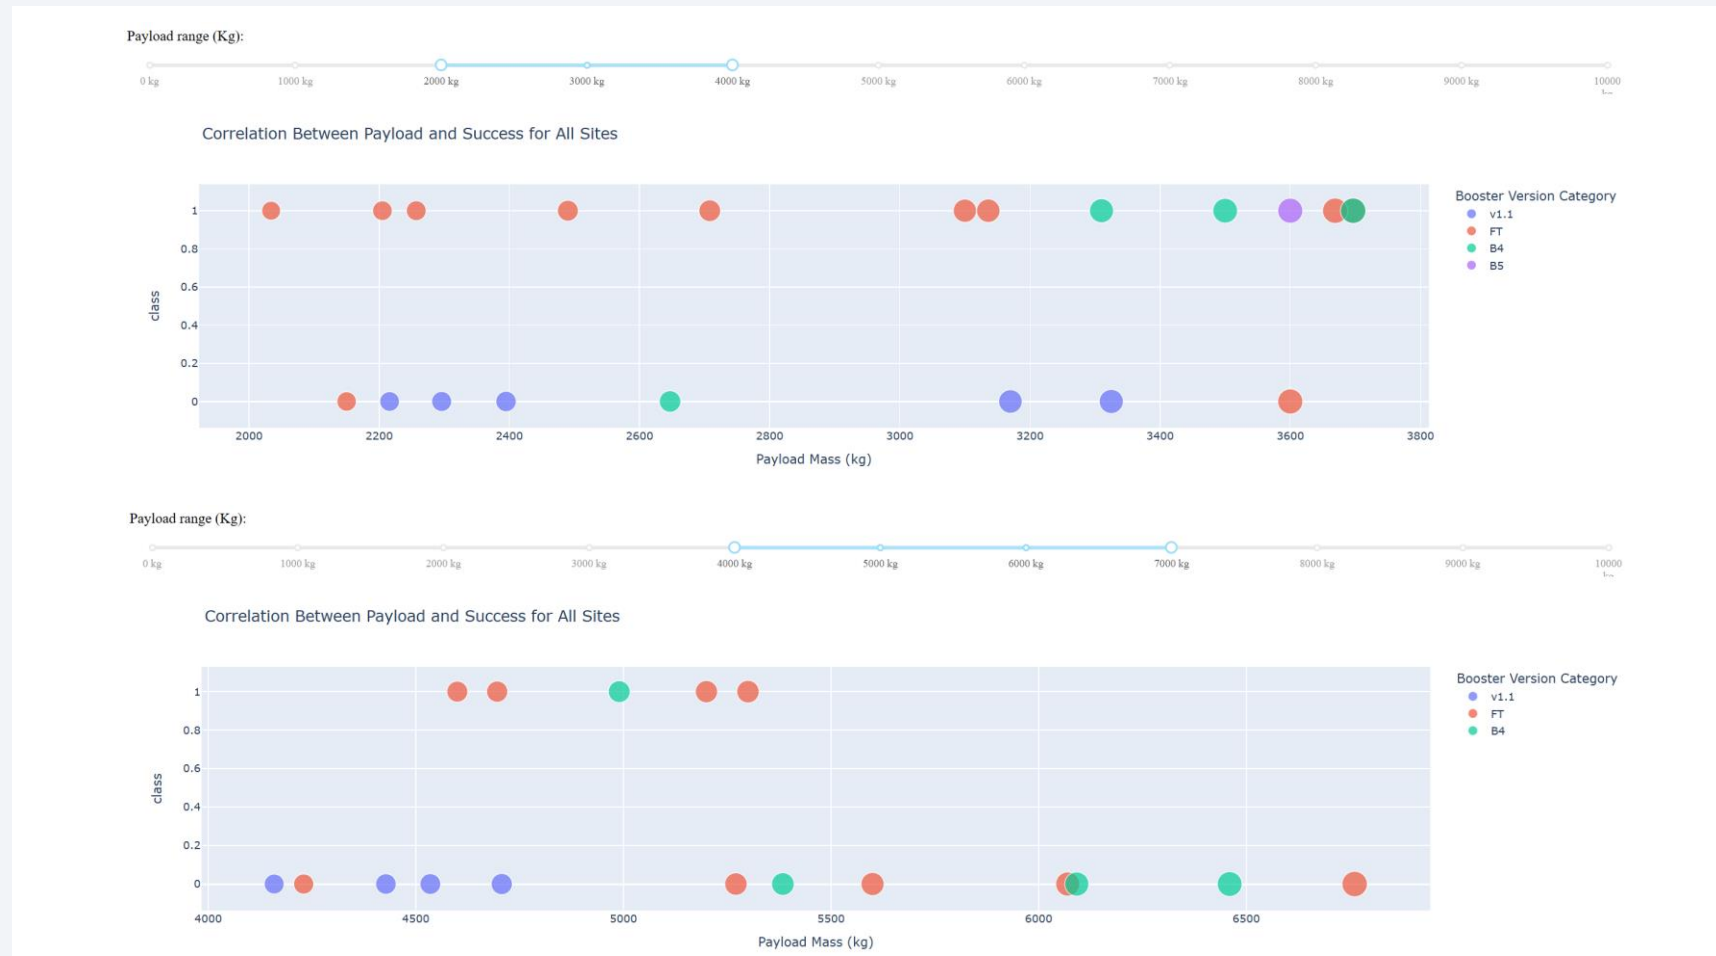 Payload range (Kg):
0 kg 1000 kg 2000 kg 3000 kg 4000 kg 5000 kg 6000 kg 7000 kg 8000 kg 9000 kg 10000
Correlation Between Payload and Success for All Sites
Booster Version Category
v1.1
FT
B4
B5
1
0.8
0.6
0.4
0.2
0
class
2000 2200 2400 2600 2800 3000 3200 3400 3600 3800
Payload Mass (kg)
Payload range (Kg):
0 kg 1000 kg 2000 kg 3000 kg 4000 kg 5000 kg 6000 kg 7000 kg 8000 kg 9000 kg 10000
Correlation Between Payload and Success for All Sites
Booster Version Category
v1.1
FT
B4
1
0.8
0.6
0.4
0.2
0
class
4000 4500 5000 5500 6000 6500
Payload Mass (kg)